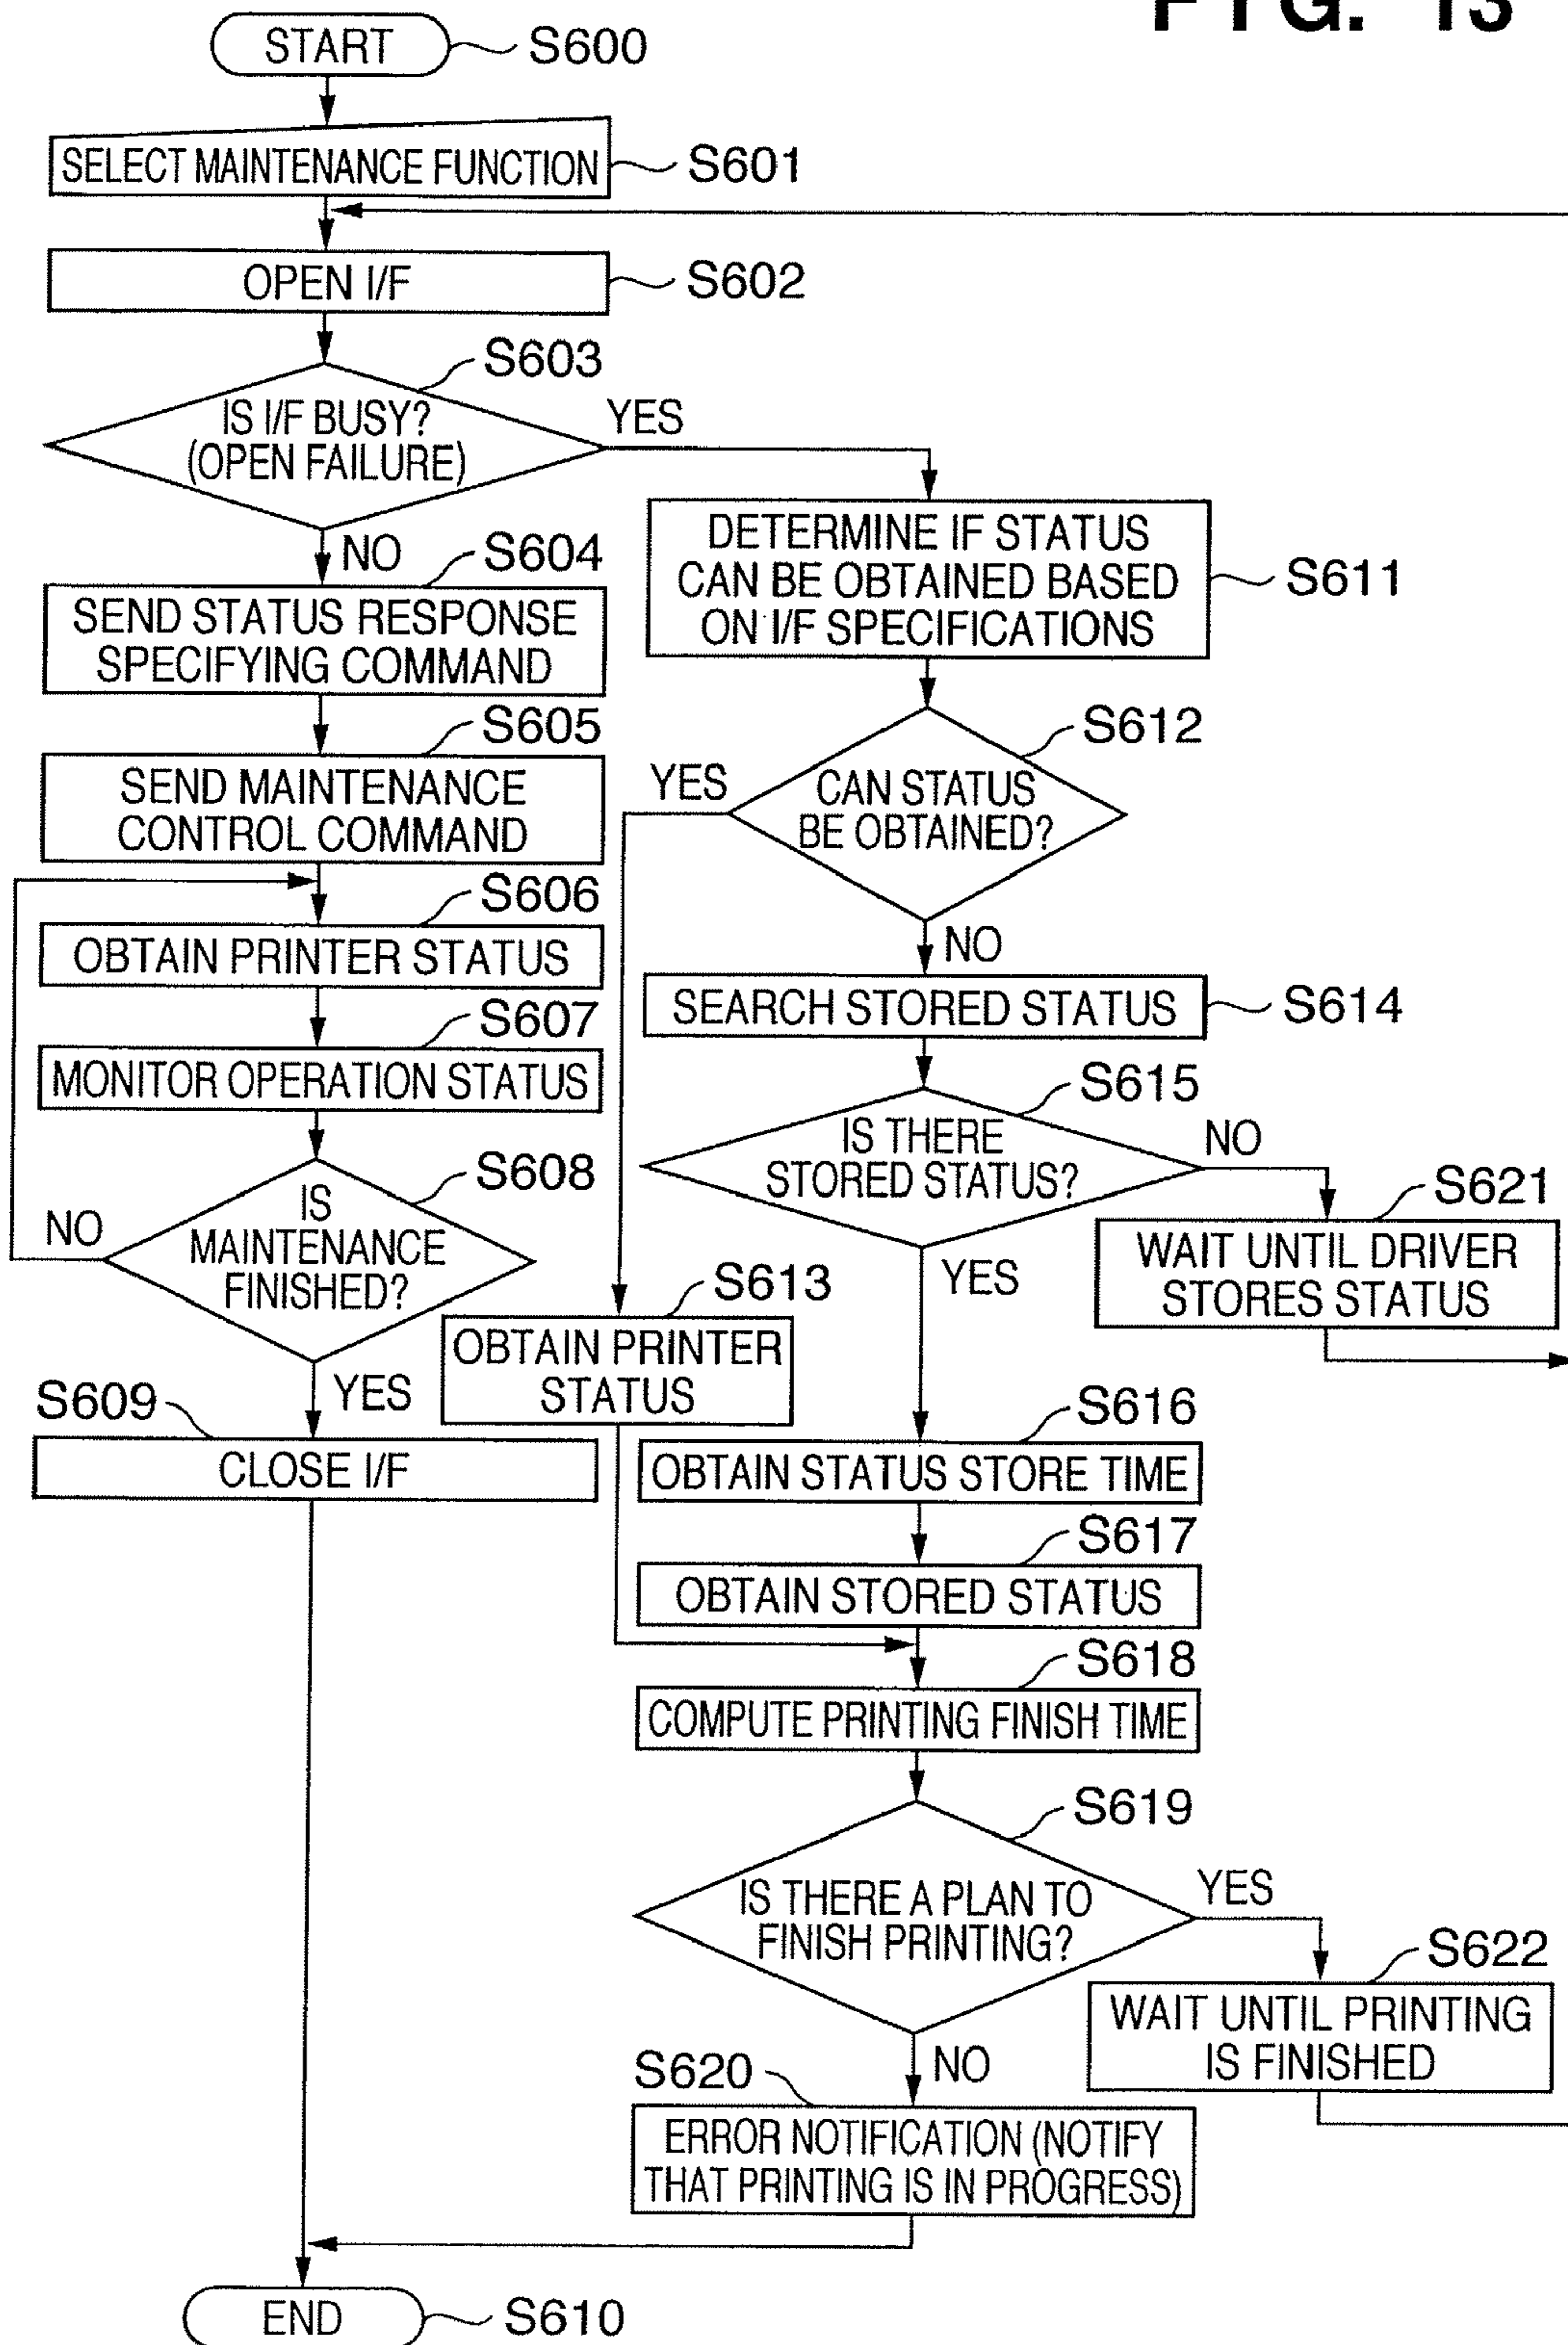 FIG. 13
START
S600
SELECT MAINTENANCE FUNCTION
S601
OPEN I/F
S602
S603
IS I/F BUSY?
(OPEN FAILURE)
YES
NO
S604
SEND STATUS RESPONSE
SPECIFYING COMMAND
S605
SEND MAINTENANCE
CONTROL COMMAND
S606
OBTAIN PRINTER STATUS
S607
MONITOR OPERATION STATUS
S608
IS
MAINTENANCE
FINISHED?
NO
YES
S609
CLOSE I/F
DETERMINE IF STATUS
CAN BE OBTAINED BASED
ON I/F SPECIFICATIONS
S611
S612
CAN STATUS
BE OBTAINED?
YES
NO
S613
OBTAIN PRINTER
STATUS
SEARCH STORED STATUS
S614
S615
IS THERE
STORED STATUS?
NO
YES
S621
WAIT UNTIL DRIVER
STORES STATUS
S616
OBTAIN STATUS STORE TIME
S617
OBTAIN STORED STATUS
S618
COMPUTE PRINTING FINISH TIME
S619
IS THERE A PLAN TO
FINISH PRINTING?
YES
NO
S622
WAIT UNTIL PRINTING
IS FINISHED
S620
ERROR NOTIFICATION (NOTIFY
THAT PRINTING IS IN PROGRESS)
END
S610